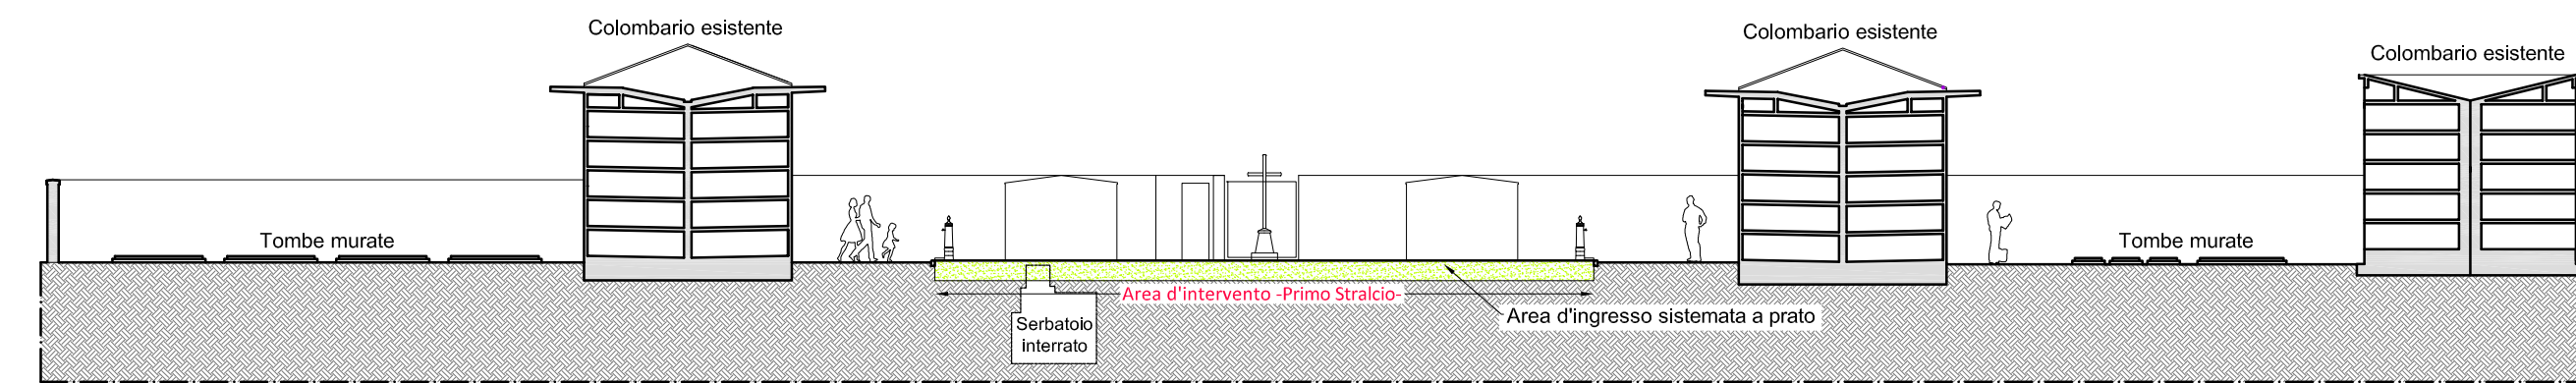 Colombario esistente
Colombario esistente
Colombario esistente
Tombe murate
Tombe murate
Area d'intervento -Primo Stralcio-
Area d'ingresso sistemata a prato
Serbatoio
interrato